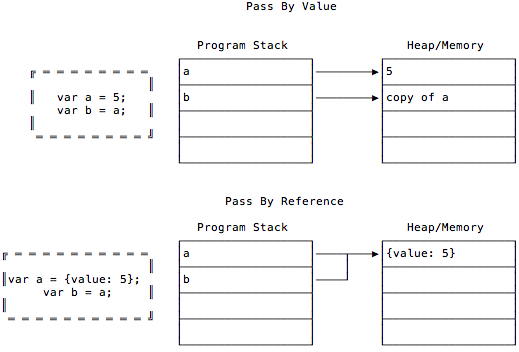 Pass By Value
Program Stack
Heap/Memory
var a = 5;
var b = a;
a
5
b
copy of a
Pass By Reference
Program Stack
Heap/Memory
var a = {value: 5};
var b = a;
a
{value: 5}
b